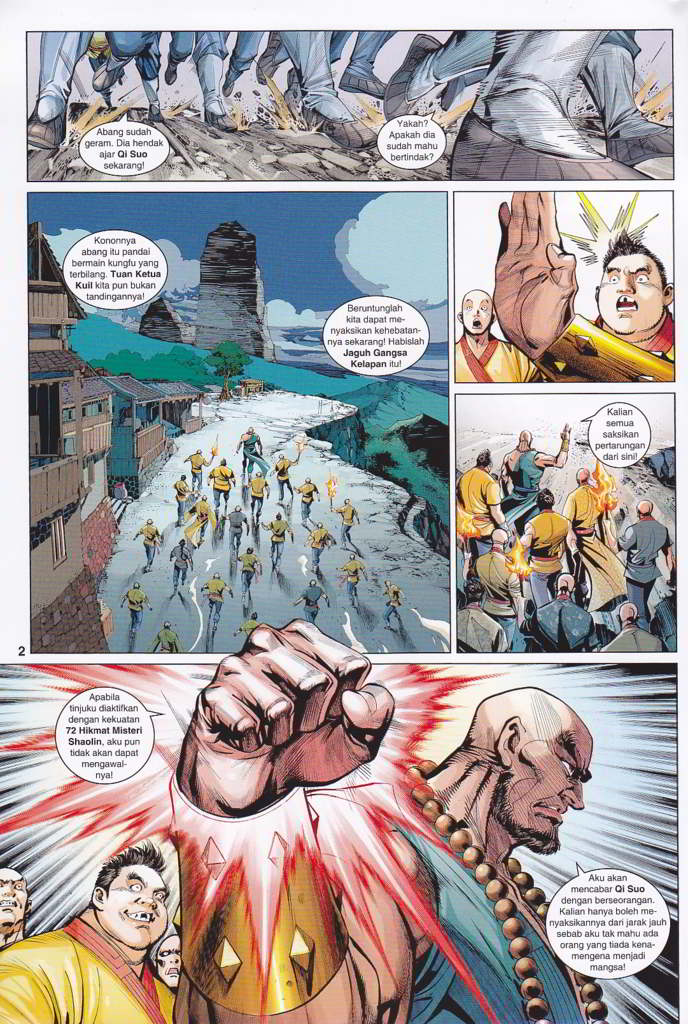 Abang sudah
geram. Dia hendak
ajar Qi Suo
sekarang!
Yakah?
Apakah dia
sudah mahu
bertindak?
Kononnya
abang itu pandai
bermain kungfu yang
terbilang. Tuan Ketua
Kuil kita pun bukan
tandingannya!
Beruntunglah
kita dapat me-
nyaksikan kehebatan-
nya sekarang! Habislah
Jaguh Gangsa
Kelapan itu!
Kalian
semua
saksikan
pertarungan
dari sini!
2
Apabila
tinjuku diaktifkan
dengan kekuatan
72 Hikmat Misteri
Shaolin, aku pun
tidak akan dapat
mengawal-
nya!
Aku akan
mencabar Qi Suo
dengan berseorangan.
Kalian hanya boleh me-
nyaksikannya dari jarak jauh
sebab aku tak mahu ada
orang yang tiada kena-
mengena menjadi
mangsa!